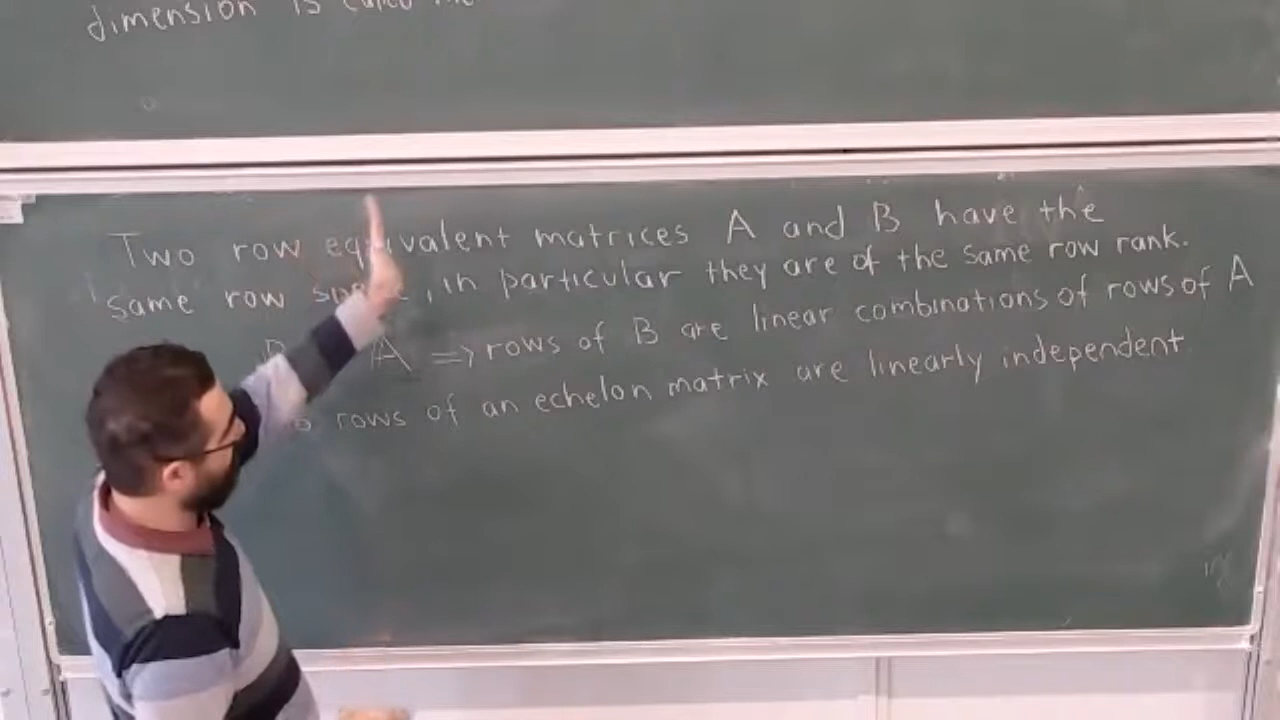 dimension is called the
Two row equivalent matrices A and B have the
same row space, in particular they are of the same row rank.
B A => rows of B are linear combinations of rows of A
rows of an echelon matrix are linearly independent